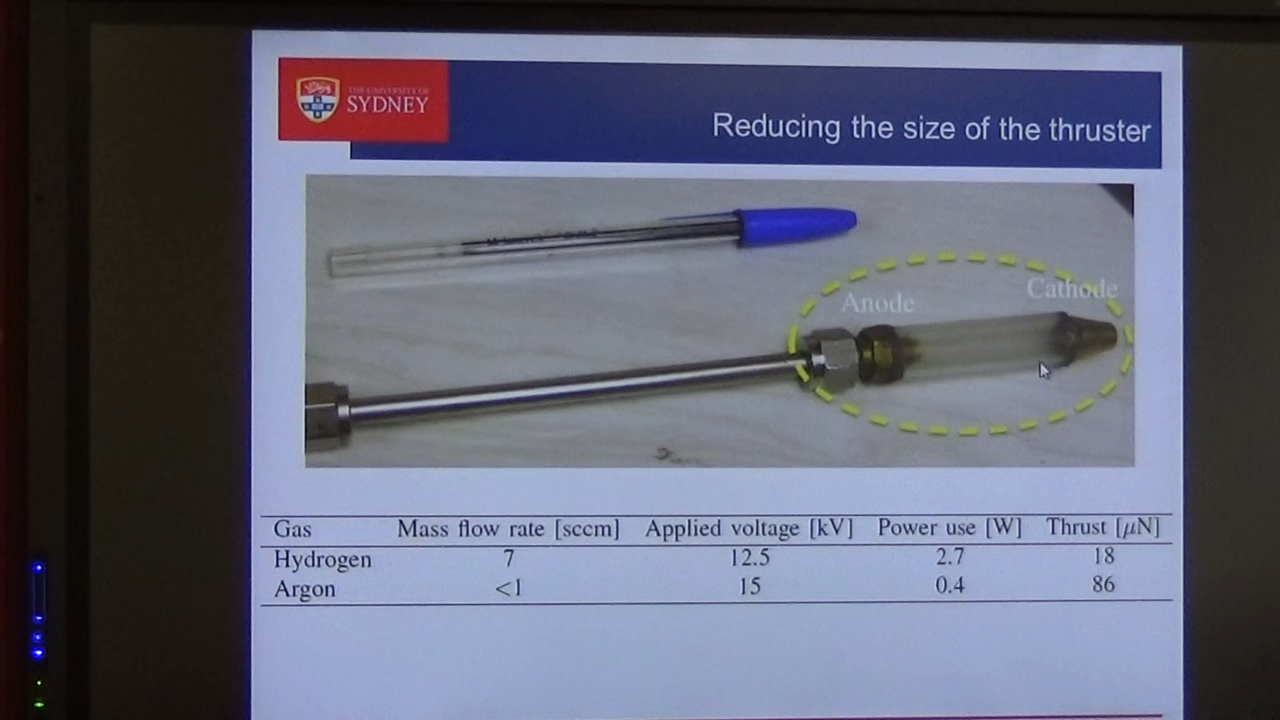 THE UNIVERSITY OF
SYDNEY
Reducing the size of the thruster
Anode
Cathode
Gas Mass flow rate [sccm] Applied voltage [kV] Power use [W] Thrust [μN]
Hydrogen 7 12.5 2.7 18
Argon <1 15 0.4 86